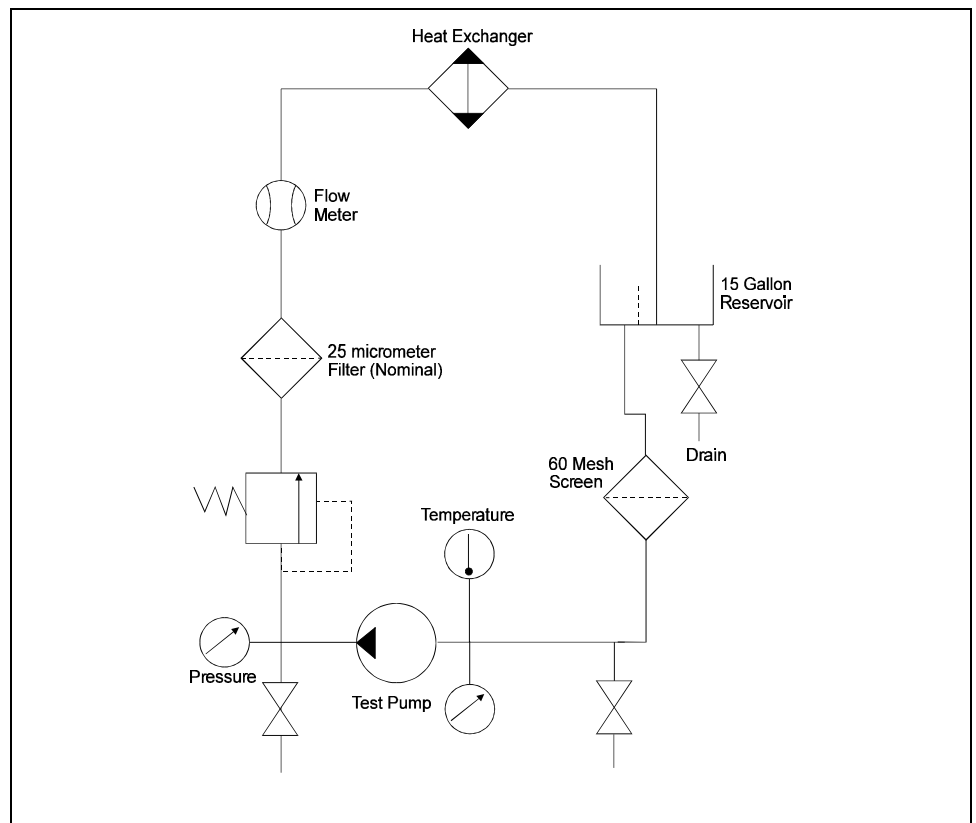 Heat Exchanger
Flow
Meter
15 Gallon
Reservoir
25 micrometer
Filter (Nominal)
Drain
60 Mesh
Screen
Temperature
Pressure
Test Pump